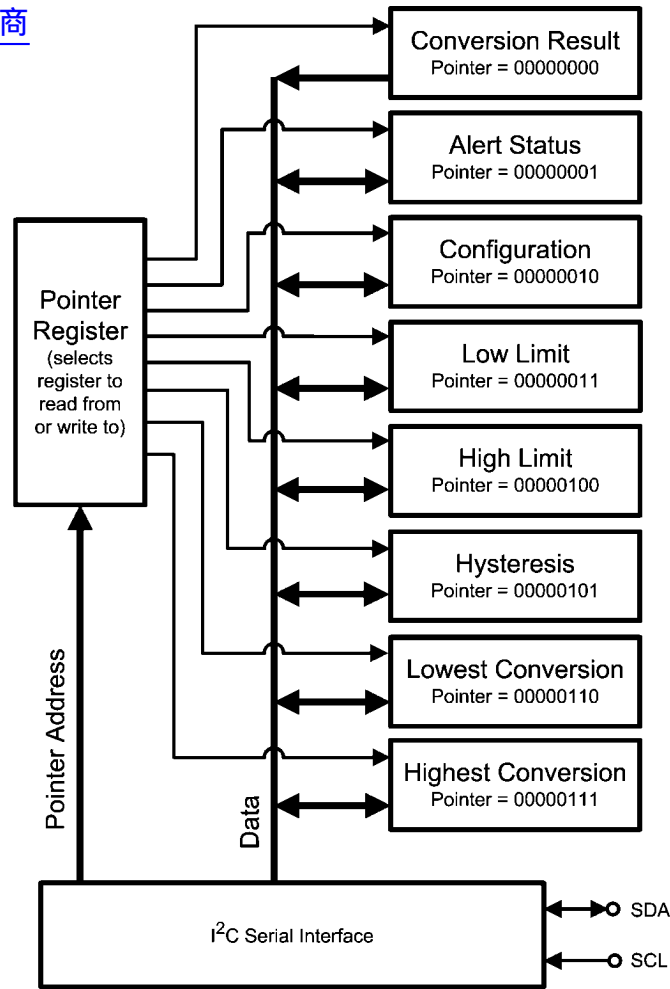 商
Conversion Result
Pointer = 00000000
Alert Status
Pointer = 00000001
Configuration
Pointer = 00000010
Pointer
Register
(selects
register to
read from
or write to)
Low Limit
Pointer = 00000011
High Limit
Pointer = 00000100
Hysteresis
Pointer = 00000101
Lowest Conversion
Pointer = 00000110
Highest Conversion
Pointer = 00000111
Pointer Address
Data
I²C Serial Interface
SDA
SCL